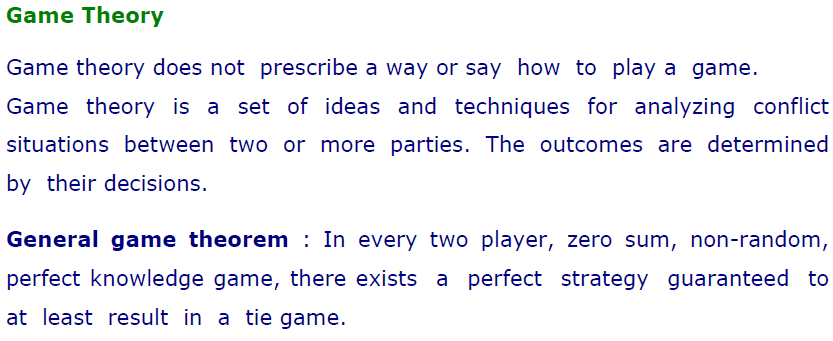 Game Theory
Game theory does not prescribe a way or say how to play a game.
Game theory is a set of ideas and techniques for analyzing conflict
situations between two or more parties. The outcomes are determined
by their decisions.
General game theorem : In every two player, zero sum, non-random,
perfect knowledge game, there exists a perfect strategy guaranteed to
at least result in a tie game.